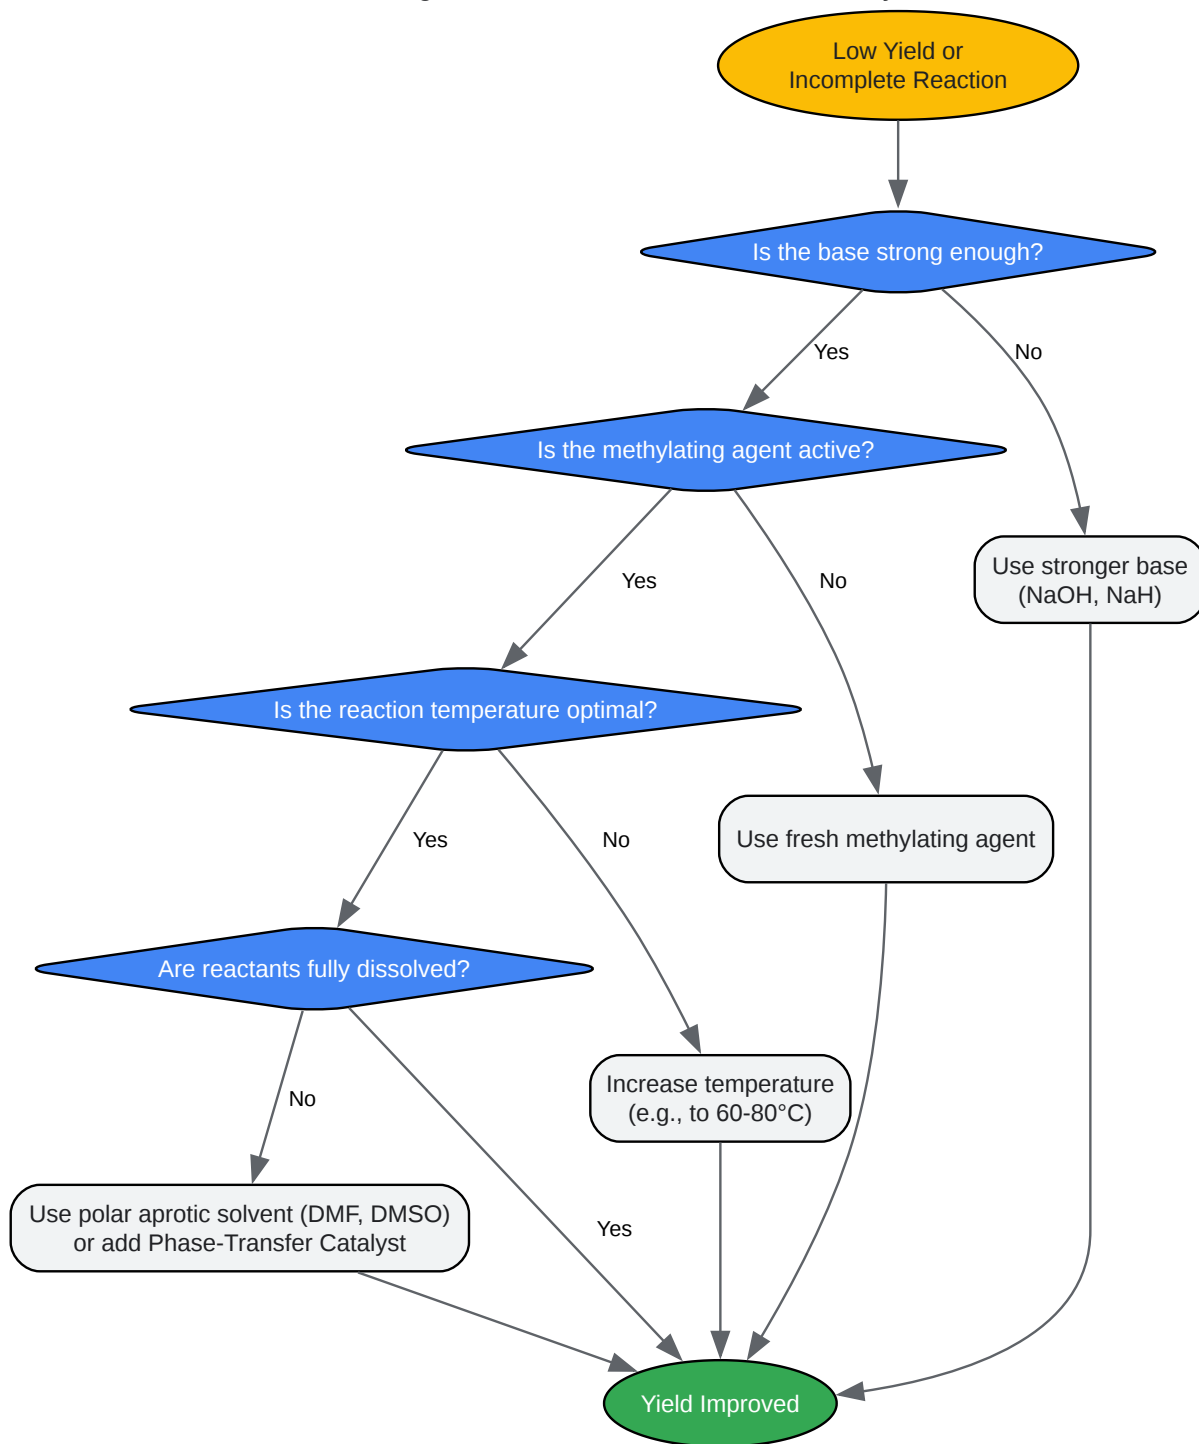 Low Yield or
Incomplete Reaction
Is the base strong enough?
Yes
No
Is the methylating agent active?
Use stronger base
(NaOH, NaH)
Yes
No
Is the reaction temperature optimal?
Use fresh methylating agent
Yes
No
Are reactants fully dissolved?
Increase temperature
(e.g., to 60-80°C)
No
Use polar aprotic solvent (DMF, DMSO)
or add Phase-Transfer Catalyst
Yes
Yield Improved